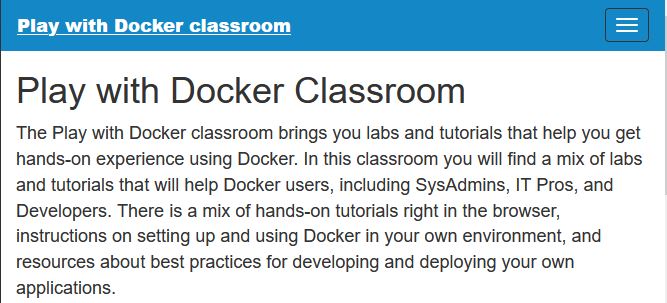 Play with Docker classroom
Play with Docker Classroom
The Play with Docker classroom brings you labs and tutorials that help you get
hands-on experience using Docker. In this classroom you will find a mix of labs
and tutorials that will help Docker users, including SysAdmins, IT Pros, and
Developers. There is a mix of hands-on tutorials right in the browser,
instructions on setting up and using Docker in your own environment, and
resources about best practices for developing and deploying your own
applications.